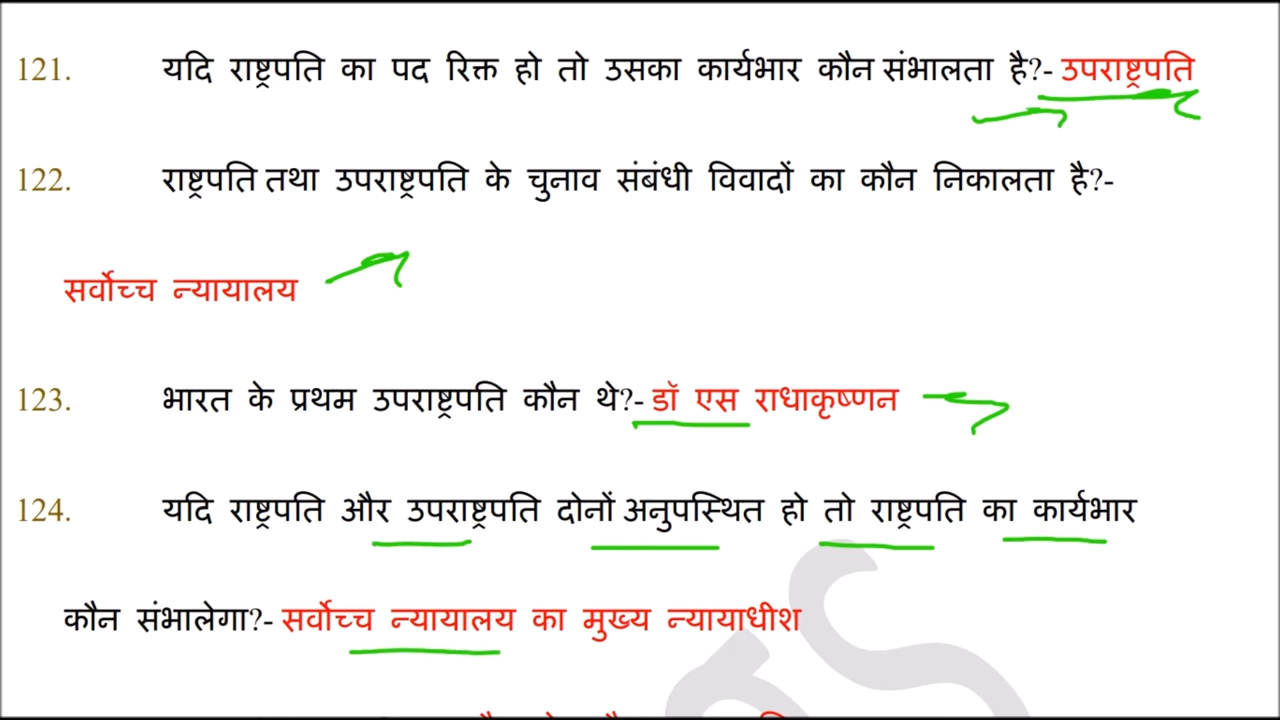 121. यदि राष्ट्रपति का पद रिक्त हो तो उसका कार्यभार कौन संभालता है?- उपराष्ट्रपति
122. राष्ट्रपति तथा उपराष्ट्रपति के चुनाव संबंधी विवादों का कौन निकालता है?-
सर्वोच्च न्यायालय
123. भारत के प्रथम उपराष्ट्रपति कौन थे?- डॉ एस राधाकृष्णन
124. यदि राष्ट्रपति और उपराष्ट्रपति दोनों अनुपस्थित हो तो राष्ट्रपति का कार्यभार
कौन संभालेगा?- सर्वोच्च न्यायालय का मुख्य न्यायाधीश